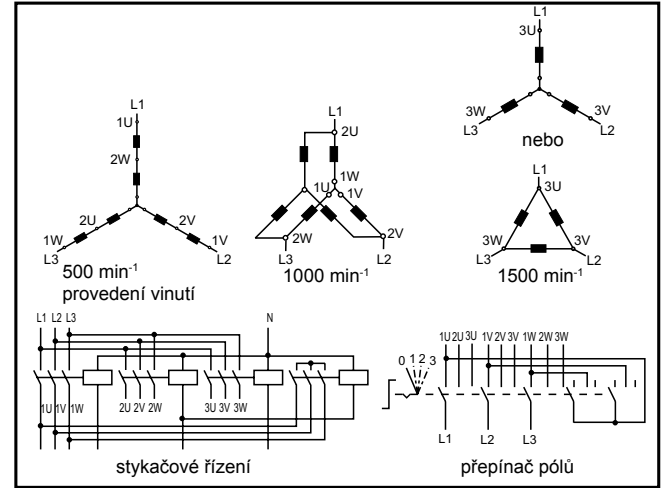 L1
3U
3W
3V
L3
L2
nebo
L1
1U
2W
2U
2V
1W
1V
L3
L2
500 min-1
provedení vinutí
L1
2U
1W
1U
1V
2W
2V
L3
L2
1000 min-1
L1
3U
3W
3V
L3
L2
1500 min-1
L1 L2 L3
N
1U 1V 1W
2U 2V 2W
3U 3V 3W
stykačové řízení
1U 2U 3U 1V 2V 3V 1W 2W 3W
0 1 2 3
L1
L2
L3
přepínač pólů